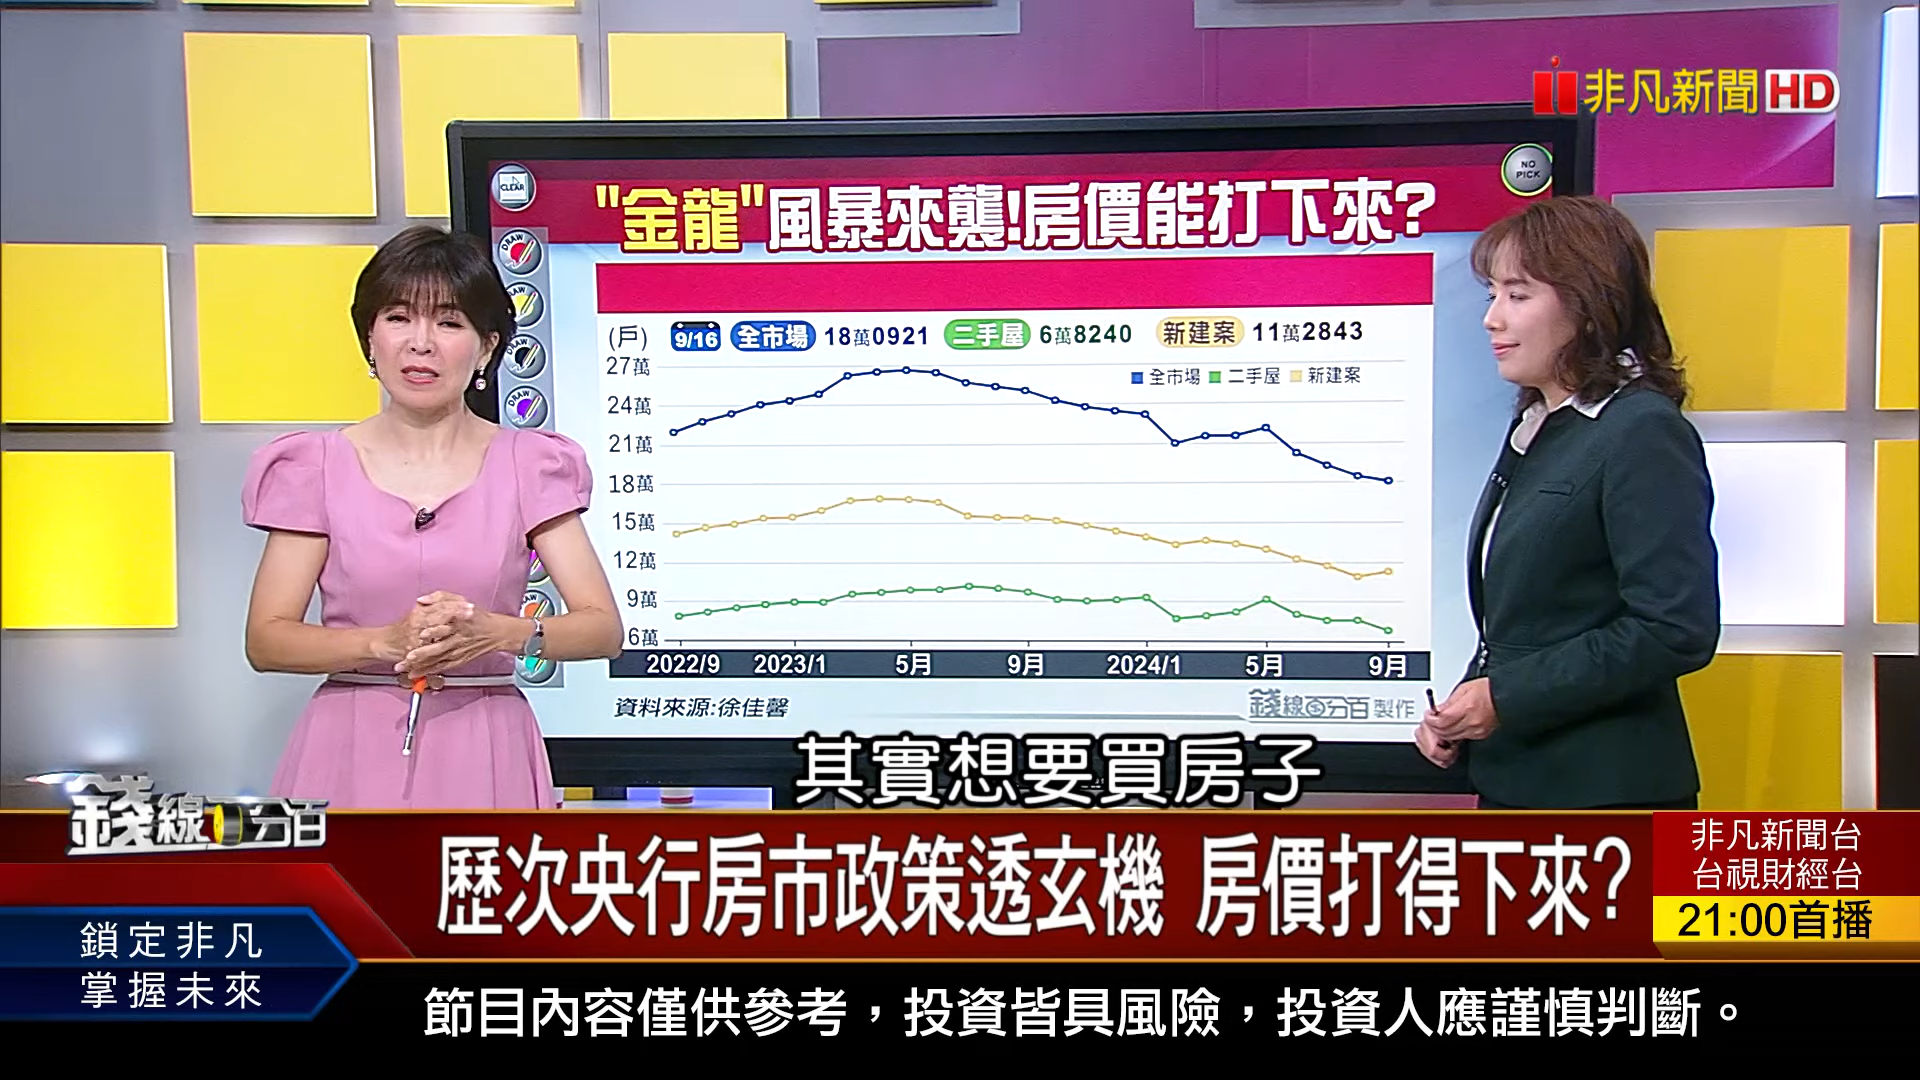 非凡新聞HD
CLEAR
NO PICK
"金龍"風暴來襲!房價能打下來?
DRAW
DRAW
DRAW
DRAW
(戶) 9/16 全市場 18萬0921 二手屋 6萬8240 新建案 11萬2843
全市場 二手屋 新建案
27萬
24萬
21萬
18萬
15萬
12萬
9萬
6萬
2022/9 2023/1 5月 9月 2024/1 5月 9月
資料來源:徐佳馨
錢線百分百 製作
其實想要買房子
錢線百分百
歷次央行房市政策透玄機 房價打得下來?
非凡新聞台
台視財經台
21:00首播
鎖定非凡
掌握未來
節目內容僅供參考,投資皆具風險,投資人應謹慎判斷。